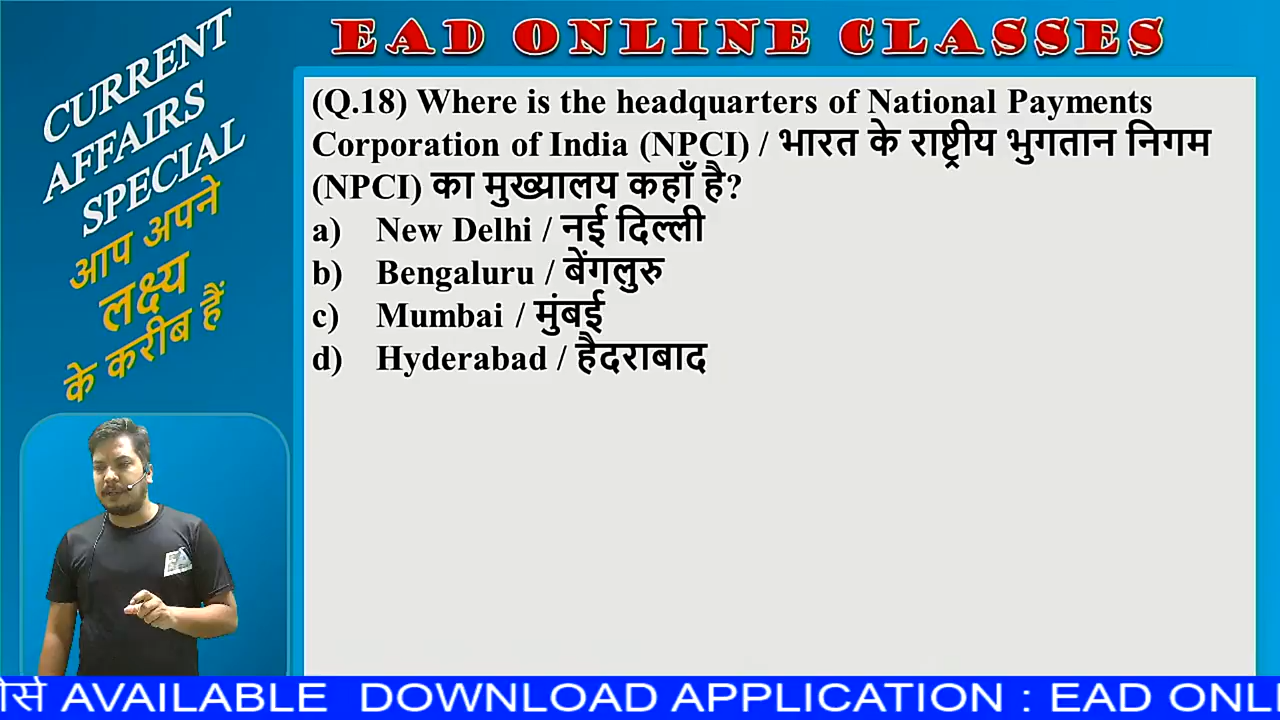 EAD ONLINE CLASSES
CURRENT
AFFAIRS
SPECIAL
आप अपने
लक्ष्य
के करीब हैं
(Q.18) Where is the headquarters of National Payments
Corporation of India (NPCI) / भारत के राष्ट्रीय भुगतान निगम
(NPCI) का मुख्यालय कहाँ है?
a) New Delhi / नई दिल्ली
b) Bengaluru / बेंगलुरु
c) Mumbai / मुंबई
d) Hyderabad / हैदराबाद
EA
AVAILABLE DOWNLOAD APPLICATION : EAD ONL